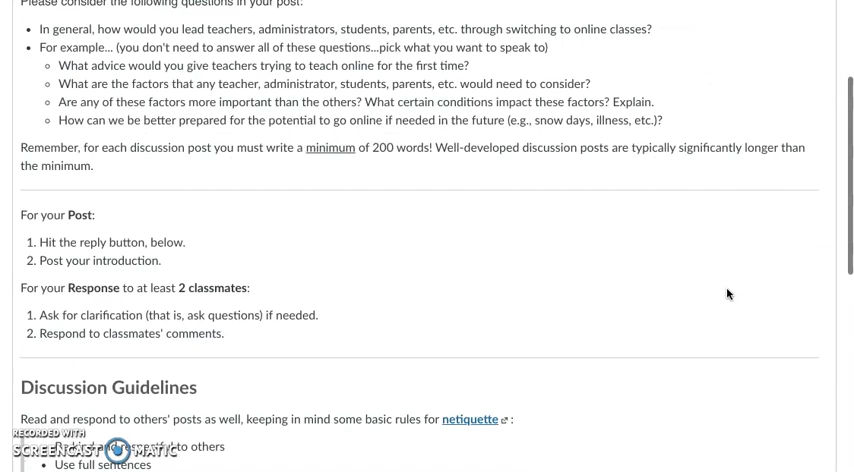 Please consider the following questions in your post:
• In general, how would you lead teachers, administrators, students, parents, etc. through switching to online classes?
• For example... (you don't need to answer all of these questions...pick what you want to speak to)
◦ What advice would you give teachers trying to teach online for the first time?
◦ What are the factors that any teacher, administrator, students, parents, etc. would need to consider?
◦ Are any of these factors more important than the others? What certain conditions impact these factors? Explain.
◦ How can we be better prepared for the potential to go online if needed in the future (e.g., snow days, illness, etc.)?
Remember, for each discussion post you must write a minimum of 200 words! Well-developed discussion posts are typically significantly longer than
the minimum.
For your Post:
1. Hit the reply button, below.
2. Post your introduction.
For your Response to at least 2 classmates:
1. Ask for clarification (that is, ask questions) if needed.
2. Respond to classmates' comments.
Discussion Guidelines
Read and respond to others' posts as well, keeping in mind some basic rules for netiquette :
RECORDED WITH
SCREENCAST MATIC
to others
• Use full sentences